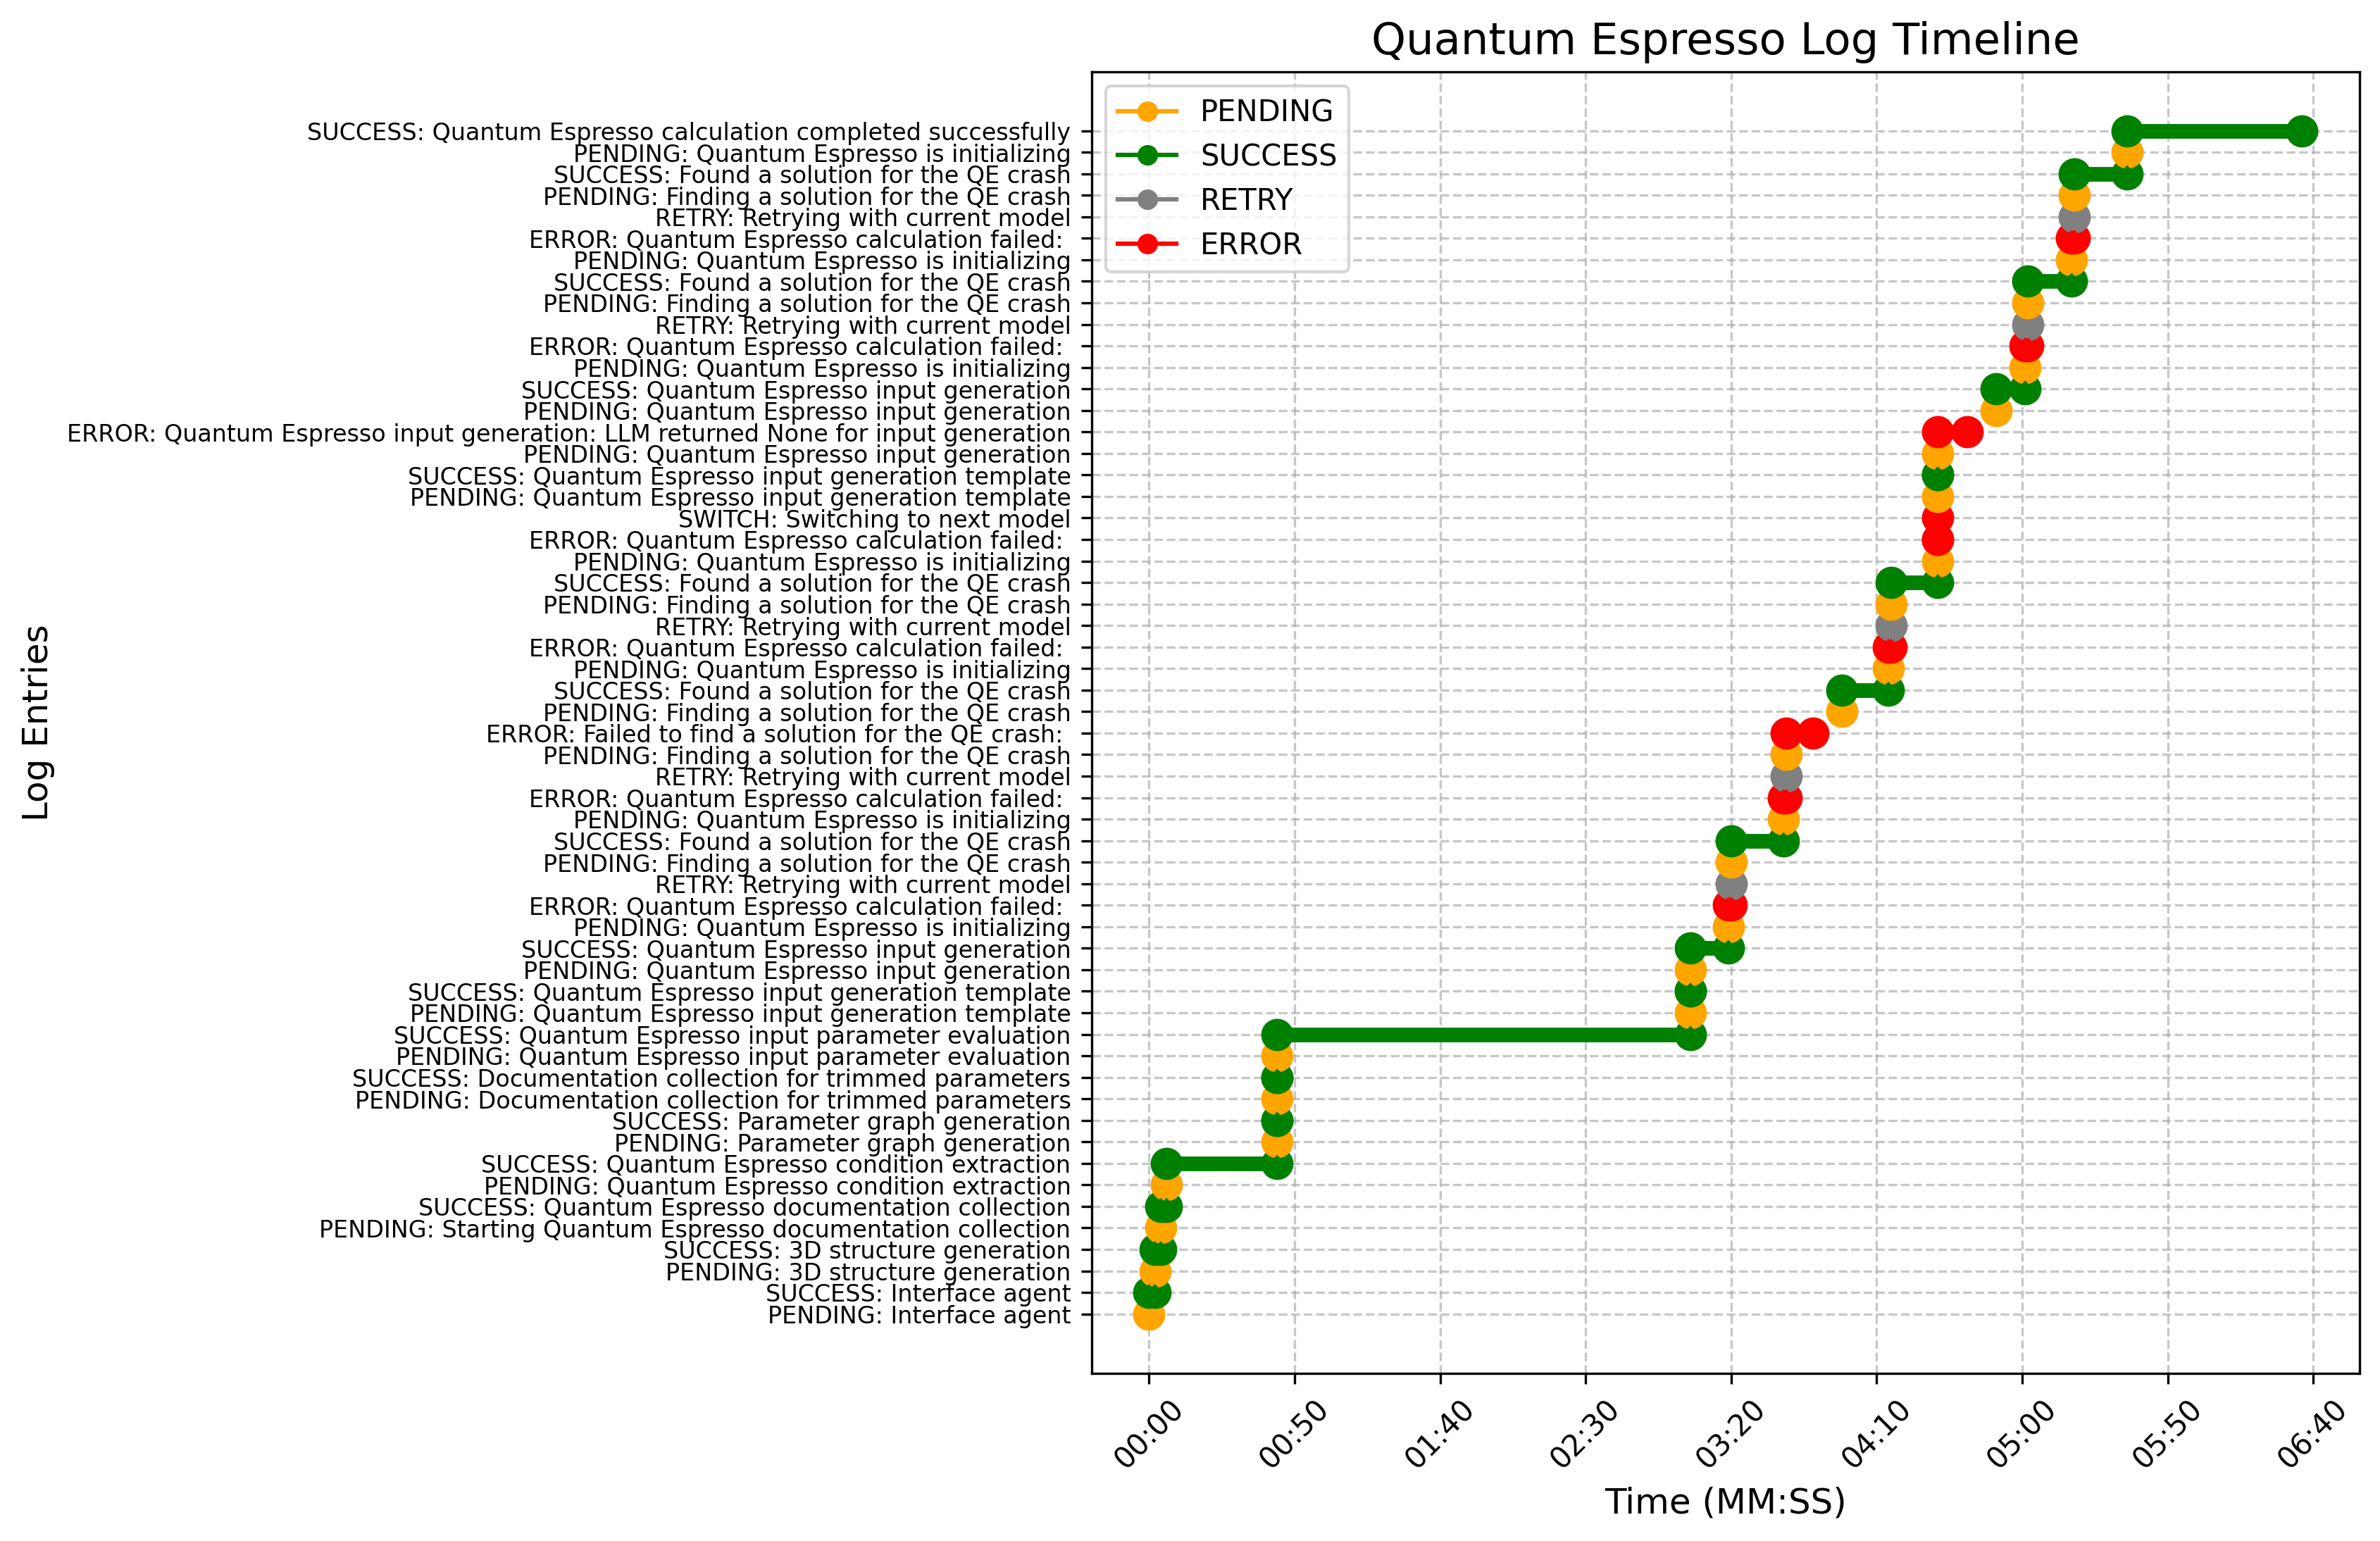 Quantum Espresso Log Timeline
PENDING
SUCCESS
RETRY
ERROR
SUCCESS: Quantum Espresso calculation completed successfully
PENDING: Quantum Espresso is initializing
SUCCESS: Found a solution for the QE crash
PENDING: Finding a solution for the QE crash
RETRY: Retrying with current model
ERROR: Quantum Espresso calculation failed:
PENDING: Quantum Espresso is initializing
SUCCESS: Found a solution for the QE crash
PENDING: Finding a solution for the QE crash
RETRY: Retrying with current model
ERROR: Quantum Espresso calculation failed:
PENDING: Quantum Espresso is initializing
SUCCESS: Quantum Espresso input generation
PENDING: Quantum Espresso input generation
ERROR: Quantum Espresso input generation: LLM returned None for input generation
PENDING: Quantum Espresso input generation
SUCCESS: Quantum Espresso input generation template
PENDING: Quantum Espresso input generation template
SWITCH: Switching to next model
ERROR: Quantum Espresso calculation failed:
PENDING: Quantum Espresso is initializing
SUCCESS: Found a solution for the QE crash
PENDING: Finding a solution for the QE crash
RETRY: Retrying with current model
ERROR: Quantum Espresso calculation failed:
PENDING: Quantum Espresso is initializing
SUCCESS: Found a solution for the QE crash
PENDING: Finding a solution for the QE crash
ERROR: Failed to find a solution for the QE crash:
PENDING: Finding a solution for the QE crash
RETRY: Retrying with current model
ERROR: Quantum Espresso calculation failed:
PENDING: Quantum Espresso is initializing
SUCCESS: Found a solution for the QE crash
PENDING: Finding a solution for the QE crash
RETRY: Retrying with current model
ERROR: Quantum Espresso calculation failed:
PENDING: Quantum Espresso is initializing
SUCCESS: Quantum Espresso input generation
PENDING: Quantum Espresso input generation
SUCCESS: Quantum Espresso input generation template
PENDING: Quantum Espresso input generation template
SUCCESS: Quantum Espresso input parameter evaluation
PENDING: Quantum Espresso input parameter evaluation
SUCCESS: Documentation collection for trimmed parameters
PENDING: Documentation collection for trimmed parameters
SUCCESS: Parameter graph generation
PENDING: Parameter graph generation
SUCCESS: Quantum Espresso condition extraction
PENDING: Quantum Espresso condition extraction
SUCCESS: Quantum Espresso documentation collection
PENDING: Starting Quantum Espresso documentation collection
SUCCESS: 3D structure generation
PENDING: 3D structure generation
SUCCESS: Interface agent
PENDING: Interface agent
Log Entries
00:00
00:50
01:40
02:30
03:20
04:10
05:00
05:50
06:40
Time (MM:SS)